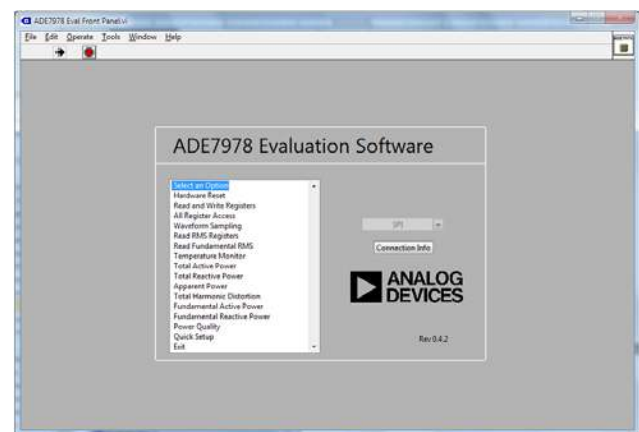 ADE7978 Eval Front Panel.vi
File Edit Operate Tools Window Help
ADE7978 Evaluation Software
Select an Option
Hardware Reset
Read and Write Registers
All Register Access
Waveform Sampling
Read RMS Registers
Read Fundamental RMS
Temperature Monitor
Total Active Power
Total Reactive Power
Apparent Power
Total Harmonic Distortion
Fundamental Active Power
Fundamental Reactive Power
Power Quality
Quick Setup
Exit
SPI
Connection Info
ANALOG
DEVICES
Rev 0.4.2